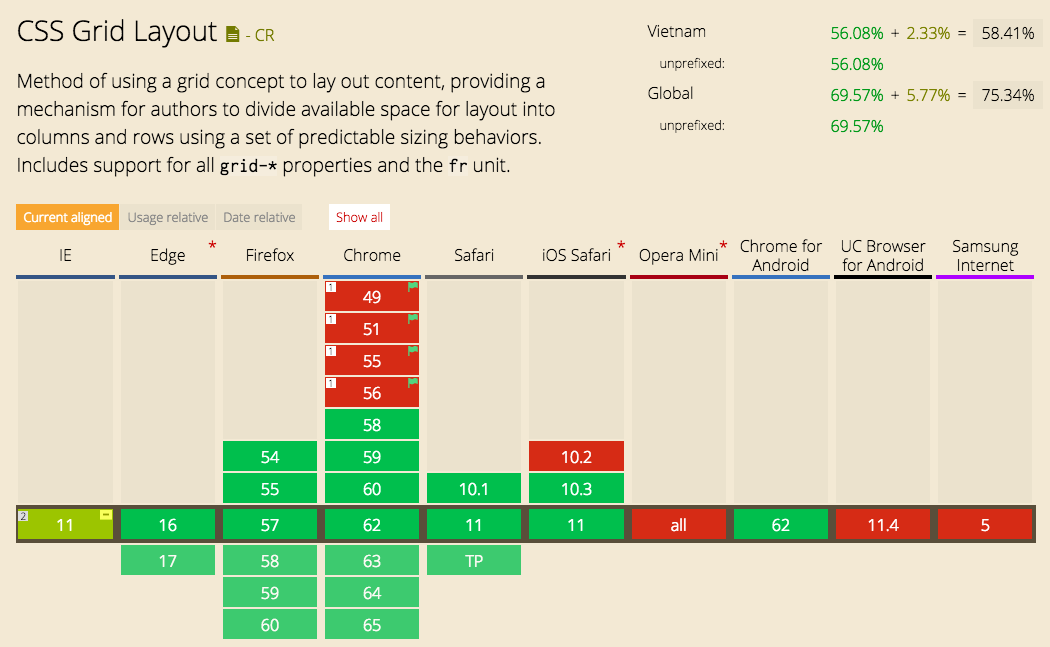 CSS Grid Layout - CR
Method of using a grid concept to lay out content, providing a
mechanism for authors to divide available space for layout into
columns and rows using a set of predictable sizing behaviors.
Includes support for all grid-* properties and the fr unit.
Vietnam 56.08% + 2.33% = 58.41%
unprefixed: 56.08%
Global 69.57% + 5.77% = 75.34%
unprefixed: 69.57%
Current aligned Usage relative Date relative Show all
IE Edge * Firefox Chrome Safari iOS Safari * Opera Mini * Chrome for Android UC Browser for Android Samsung Internet
1 49
1 51
1 55
1 56
58
54 59 10.2
55 60 10.1 10.3
2 11 16 57 62 11 11 all 62 11.4 5
17 58 63 TP
59 64
60 65